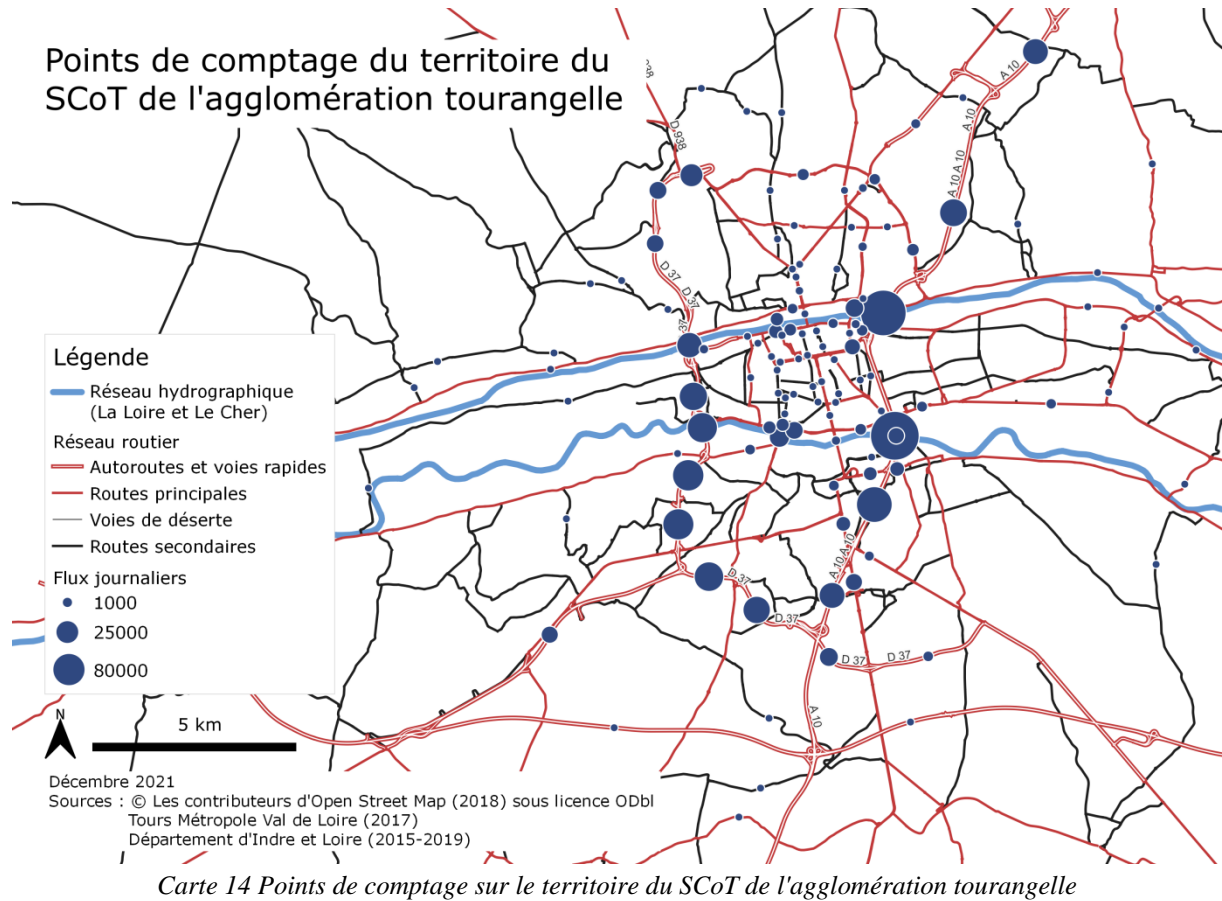 Points de comptage du territoire du
SCoT de l'agglomération tourangelle
938
D 938
A 10
A 10
A 10 A 10
D 37
D 37
37
Légende
Réseau hydrographique
(La Loire et Le Cher)
Réseau routier
Autoroutes et voies rapides
Routes principales
Voies de déserte
Routes secondaires
Flux journaliers
1000
25000
80000
A 10 A 10
D 37
D 37
D 37
D 37
A 10
N
5 km
Décembre 2021
Sources : © Les contributeurs d'Open Street Map (2018) sous licence ODbl
Tours Métropole Val de Loire (2017)
Département d'Indre et Loire (2015-2019)
Carte 14 Points de comptage sur le territoire du SCoT de l'agglomération tourangelle